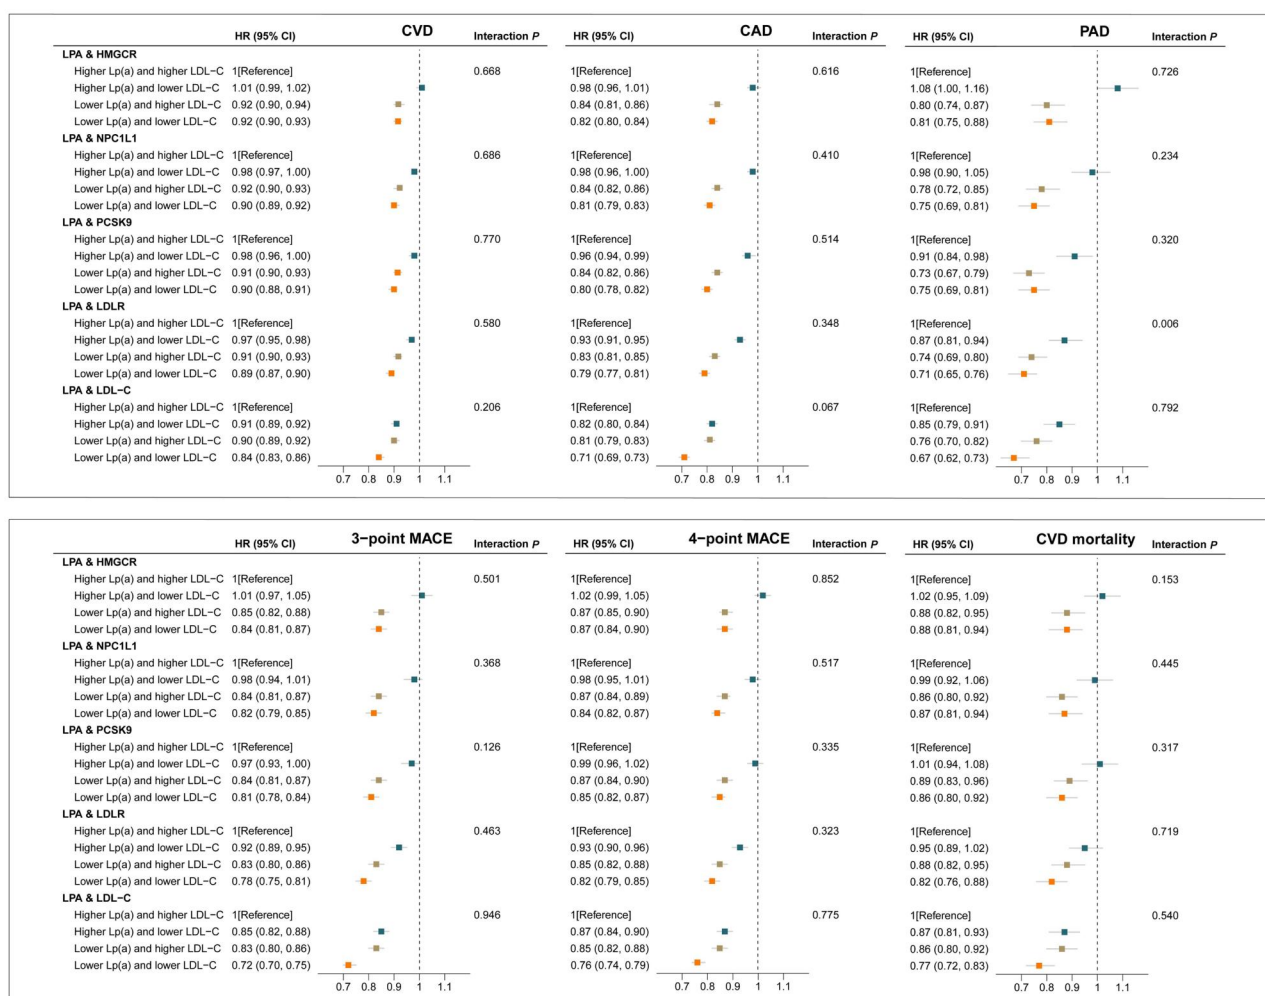 HR (95% CI) CVD Interaction P HR (95% CI) CAD Interaction P HR (95% CI) PAD Interaction P
LPA & HMGCR
Higher Lp(a) and higher LDL−C 1[Reference] 0.668 1[Reference] 0.616 1[Reference] 0.726
Higher Lp(a) and lower LDL−C 1.01 (0.99, 1.02) 0.98 (0.96, 1.01) 1.08 (1.00, 1.16)
Lower Lp(a) and higher LDL−C 0.92 (0.90, 0.94) 0.84 (0.81, 0.86) 0.80 (0.74, 0.87)
Lower Lp(a) and lower LDL−C 0.92 (0.90, 0.93) 0.82 (0.80, 0.84) 0.81 (0.75, 0.88)
LPA & NPC1L1
Higher Lp(a) and higher LDL−C 1[Reference] 0.686 1[Reference] 0.410 1[Reference] 0.234
Higher Lp(a) and lower LDL−C 0.98 (0.97, 1.00) 0.98 (0.96, 1.00) 0.98 (0.90, 1.05)
Lower Lp(a) and higher LDL−C 0.92 (0.90, 0.93) 0.84 (0.82, 0.86) 0.78 (0.72, 0.85)
Lower Lp(a) and lower LDL−C 0.90 (0.89, 0.92) 0.81 (0.79, 0.83) 0.75 (0.69, 0.81)
LPA & PCSK9
Higher Lp(a) and higher LDL−C 1[Reference] 0.770 1[Reference] 0.514 1[Reference] 0.320
Higher Lp(a) and lower LDL−C 0.98 (0.96, 1.00) 0.96 (0.94, 0.99) 0.91 (0.84, 0.98)
Lower Lp(a) and higher LDL−C 0.91 (0.90, 0.93) 0.84 (0.82, 0.86) 0.73 (0.67, 0.79)
Lower Lp(a) and lower LDL−C 0.90 (0.88, 0.91) 0.80 (0.78, 0.82) 0.75 (0.69, 0.81)
LPA & LDLR
Higher Lp(a) and higher LDL−C 1[Reference] 0.580 1[Reference] 0.348 1[Reference] 0.006
Higher Lp(a) and lower LDL−C 0.97 (0.95, 0.98) 0.93 (0.91, 0.95) 0.87 (0.81, 0.94)
Lower Lp(a) and higher LDL−C 0.91 (0.90, 0.93) 0.83 (0.81, 0.85) 0.74 (0.69, 0.80)
Lower Lp(a) and lower LDL−C 0.89 (0.87, 0.90) 0.79 (0.77, 0.81) 0.71 (0.65, 0.76)
LPA & LDL−C
Higher Lp(a) and higher LDL−C 1[Reference] 0.206 1[Reference] 0.067 1[Reference] 0.792
Higher Lp(a) and lower LDL−C 0.91 (0.89, 0.92) 0.82 (0.80, 0.84) 0.85 (0.79, 0.91)
Lower Lp(a) and higher LDL−C 0.90 (0.89, 0.92) 0.81 (0.79, 0.83) 0.76 (0.70, 0.82)
Lower Lp(a) and lower LDL−C 0.84 (0.83, 0.86) 0.71 (0.69, 0.73) 0.67 (0.62, 0.73)
0.7 0.8 0.9 1 1.1 0.7 0.8 0.9 1 1.1 0.7 0.8 0.9 1 1.1
HR (95% CI) 3−point MACE Interaction P HR (95% CI) 4−point MACE Interaction P HR (95% CI) CVD mortality Interaction P
LPA & HMGCR
Higher Lp(a) and higher LDL−C 1[Reference] 0.501 1[Reference] 0.852 1[Reference] 0.153
Higher Lp(a) and lower LDL−C 1.01 (0.97, 1.05) 1.02 (0.99, 1.05) 1.02 (0.95, 1.09)
Lower Lp(a) and higher LDL−C 0.85 (0.82, 0.88) 0.87 (0.85, 0.90) 0.88 (0.82, 0.95)
Lower Lp(a) and lower LDL−C 0.84 (0.81, 0.87) 0.87 (0.84, 0.90) 0.88 (0.81, 0.94)
LPA & NPC1L1
Higher Lp(a) and higher LDL−C 1[Reference] 0.368 1[Reference] 0.517 1[Reference] 0.445
Higher Lp(a) and lower LDL−C 0.98 (0.94, 1.01) 0.98 (0.95, 1.01) 0.99 (0.92, 1.06)
Lower Lp(a) and higher LDL−C 0.84 (0.81, 0.87) 0.87 (0.84, 0.89) 0.86 (0.80, 0.92)
Lower Lp(a) and lower LDL−C 0.82 (0.79, 0.85) 0.84 (0.82, 0.87) 0.87 (0.81, 0.94)
LPA & PCSK9
Higher Lp(a) and higher LDL−C 1[Reference] 0.126 1[Reference] 0.335 1[Reference] 0.317
Higher Lp(a) and lower LDL−C 0.97 (0.93, 1.00) 0.99 (0.96, 1.02) 1.01 (0.94, 1.08)
Lower Lp(a) and higher LDL−C 0.84 (0.81, 0.87) 0.87 (0.84, 0.90) 0.89 (0.83, 0.96)
Lower Lp(a) and lower LDL−C 0.81 (0.78, 0.84) 0.85 (0.82, 0.87) 0.86 (0.80, 0.92)
LPA & LDLR
Higher Lp(a) and higher LDL−C 1[Reference] 0.463 1[Reference] 0.323 1[Reference] 0.719
Higher Lp(a) and lower LDL−C 0.92 (0.89, 0.95) 0.93 (0.90, 0.96) 0.95 (0.89, 1.02)
Lower Lp(a) and higher LDL−C 0.83 (0.80, 0.86) 0.85 (0.82, 0.88) 0.88 (0.82, 0.95)
Lower Lp(a) and lower LDL−C 0.78 (0.75, 0.81) 0.82 (0.79, 0.85) 0.82 (0.76, 0.88)
LPA & LDL−C
Higher Lp(a) and higher LDL−C 1[Reference] 0.946 1[Reference] 0.775 1[Reference] 0.540
Higher Lp(a) and lower LDL−C 0.85 (0.82, 0.88) 0.87 (0.84, 0.90) 0.87 (0.81, 0.93)
Lower Lp(a) and higher LDL−C 0.83 (0.80, 0.86) 0.85 (0.82, 0.88) 0.86 (0.80, 0.92)
Lower Lp(a) and lower LDL−C 0.72 (0.70, 0.75) 0.76 (0.74, 0.79) 0.77 (0.72, 0.83)
0.7 0.8 0.9 1 1.1 0.7 0.8 0.9 1 1.1 0.7 0.8 0.9 1 1.1